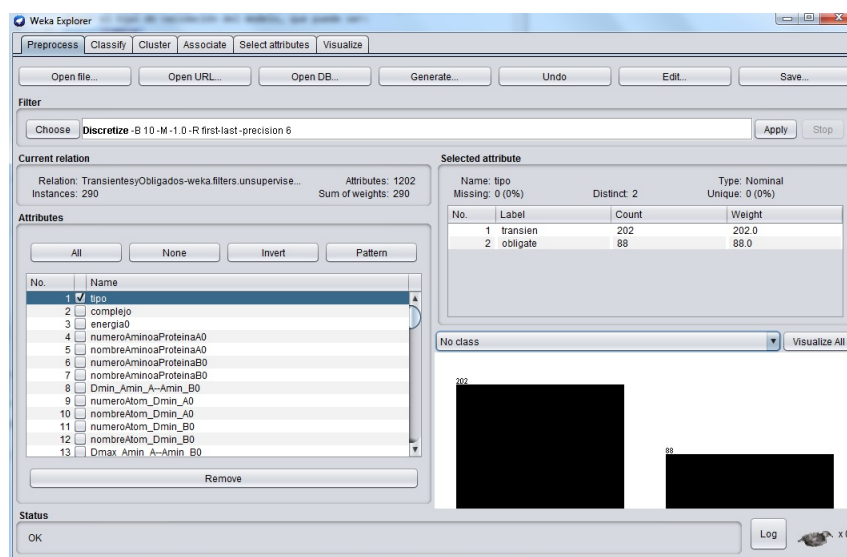 Weka Explorer
Preprocess Classify Cluster Associate Select attributes Visualize
Open file... Open URL... Open DB... Generate... Undo Edit... Save...
Filter
Choose Discretize -B 10 -M -1.0 -R first-last -precision 6 Apply Stop
Current relation
Relation: TransientesyObligados-weka.filters.unsupervise... Attributes: 1202
Instances: 290 Sum of weights: 290
Attributes
All None Invert Pattern
No. Name
1 tipo
2 complejo
3 energia0
4 numeroAminoaProteinaA0
5 nombreAminoaProteinaA0
6 numeroAminoaProteinaB0
7 nombreAminoaProteinaB0
8 Dmin_Amin_A--Amin_B0
9 numeroAtom_Dmin_A0
10 nombreAtom_Dmin_A0
11 numeroAtom_Dmin_B0
12 nombreAtom_Dmin_B0
13 Dmax_Amin_A--Amin_B0
Remove
Selected attribute
Name: tipo Type: Nominal
Missing: 0 (0%) Distinct: 2 Unique: 0 (0%)
No. Label Count Weight
1 transien 202 202.0
2 obligate 88 88.0
No class Visualize All
202
88
Status
OK
Log x